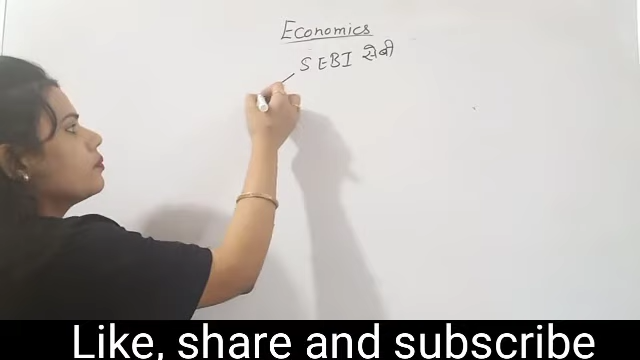 Economics
SEBI सेबी
Like, share and subscribe